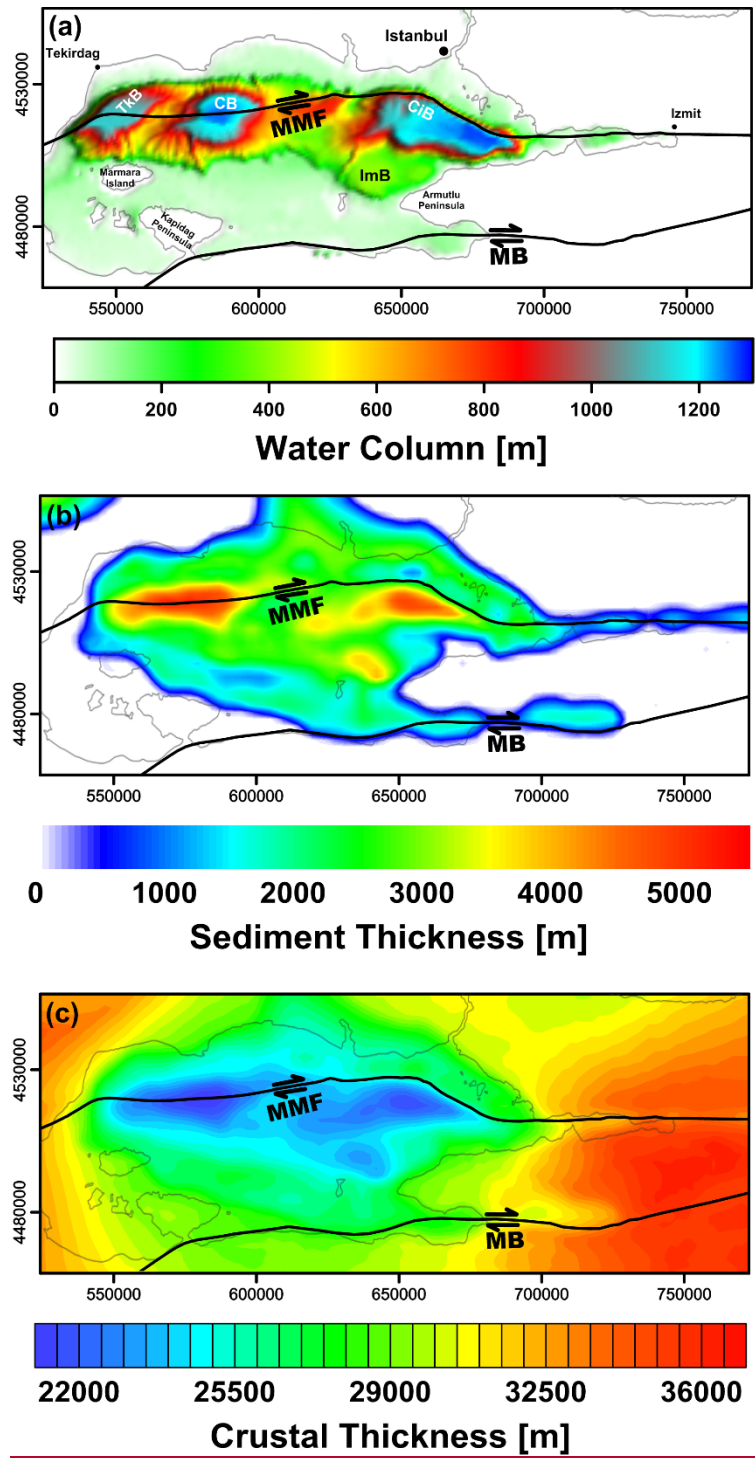 (a)
Tekirdag
Istanbul
4530000
TkB
CB
MMF
CiB
Izmit
ImB
Marmara
Island
Armutlu
Peninsula
Kapidag
Peninsula
4480000
MB
550000 600000 650000 700000 750000
0 200 400 600 800 1000 1200
Water Column [m]
(b)
4530000
MMF
4480000
MB
550000 600000 650000 700000 750000
0 1000 2000 3000 4000 5000
Sediment Thickness [m]
(c)
4530000
MMF
4480000
MB
550000 600000 650000 700000 750000
22000 25500 29000 32500 36000
Crustal Thickness [m]